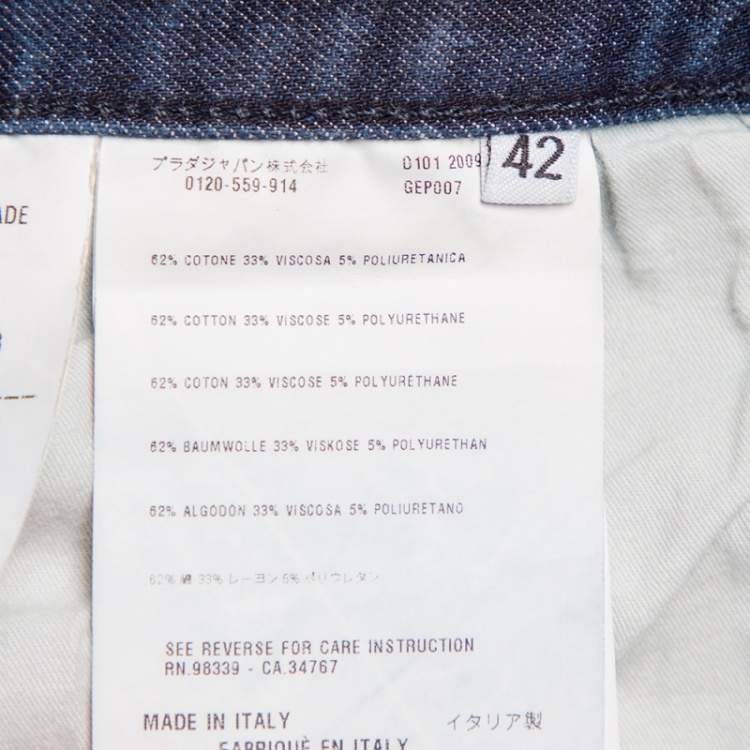 ADE
プラダジャパン株式会社 0101 2009
0120-559-914 GEP007
42
62% COTONE 33% VISCOSA 5% POLIURETANICA
62% COTTON 33% VISCOSE 5% POLYURETHANE
62% COTON 33% VISCOSE 5% POLYURÉTHANE
62% BAUMWOLLE 33% VISKOSE 5% POLYURETHAN
62% ALGODON 33% VISCOSA 5% POLIURETANO
62% 綿 33% レーヨン 5% ポリウレタン
SEE REVERSE FOR CARE INSTRUCTION
RN.98339 - CA.34767
MADE IN ITALY イタリア製
FABRIQUÈ EN ITALY